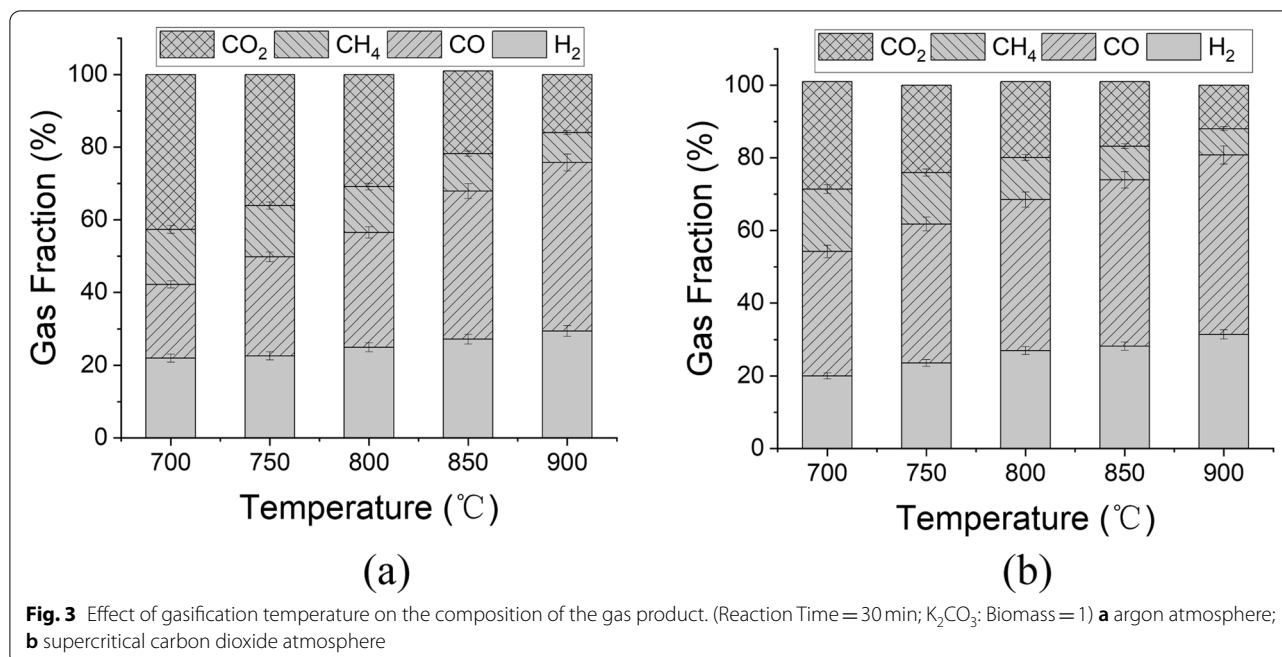 CO₂ CH₄ CO H₂
100
80
60
40
20
0
Gas Fraction (%)
700 750 800 850 900
Temperature (℃)
(a)
CO₂ CH₄ CO H₂
100
80
60
40
20
0
Gas Fraction (%)
700 750 800 850 900
Temperature (℃)
(b)
Fig. 3 Effect of gasification temperature on the composition of the gas product. (Reaction Time = 30 min; K₂CO₃: Biomass = 1) a argon atmosphere;
b supercritical carbon dioxide atmosphere